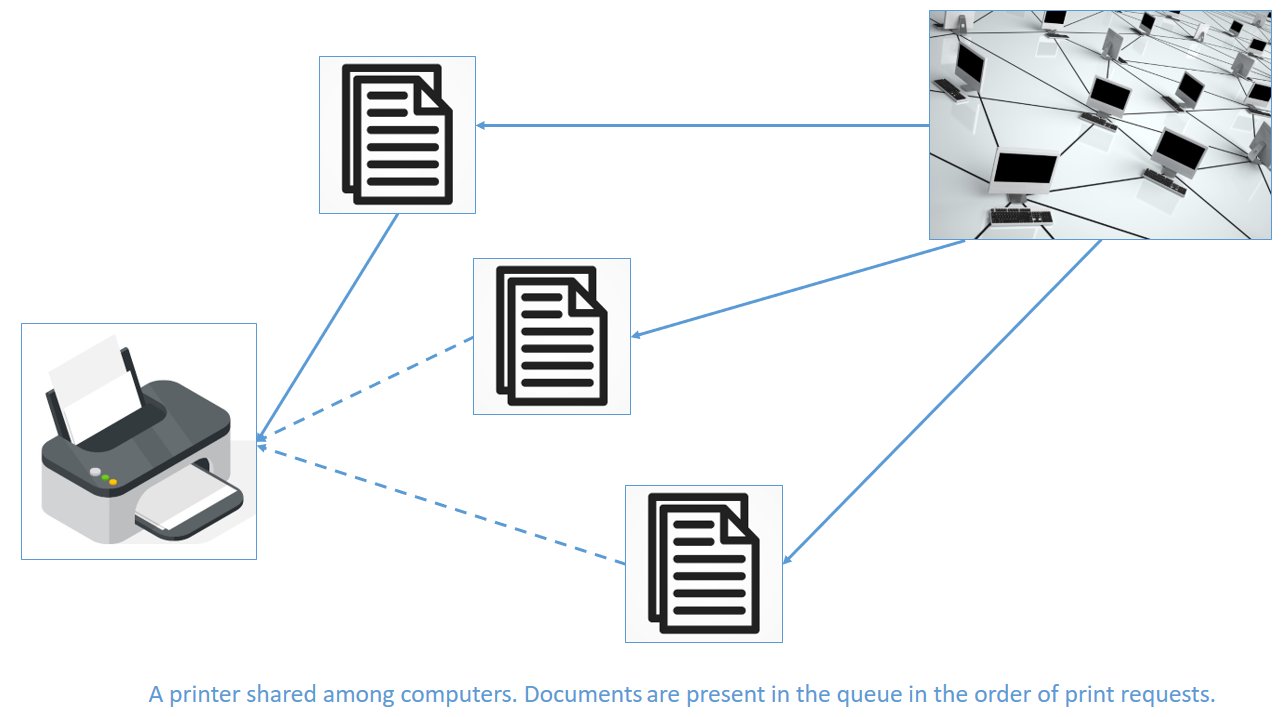 A printer shared among computers. Documents are present in the queue in the order of print requests.